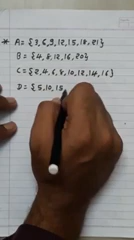 * A = {3, 6, 9, 12, 15, 18, 21}
B = {4, 8, 12, 16, 20}
C = {2, 4, 6, 8, 10, 12, 14, 16}
D = {5, 10, 15